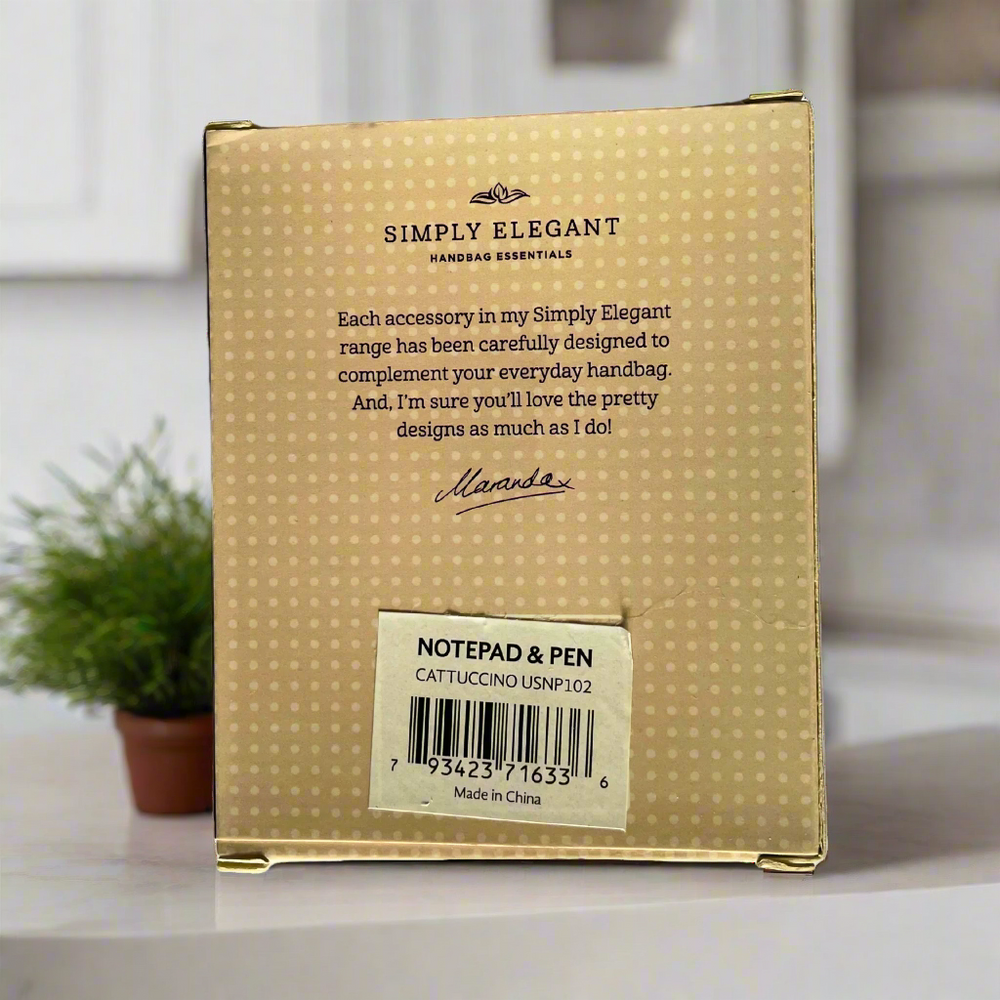 SIMPLY ELEGANT
HANDBAG ESSENTIALS
Each accessory in my Simply Elegant
range has been carefully designed to
complement your everyday handbag.
And, I'm sure you'll love the pretty
designs as much as I do!
Maranda x
NOTEPAD & PEN
CATTUCCINO USNP102
7 93423 71633 6
Made in China